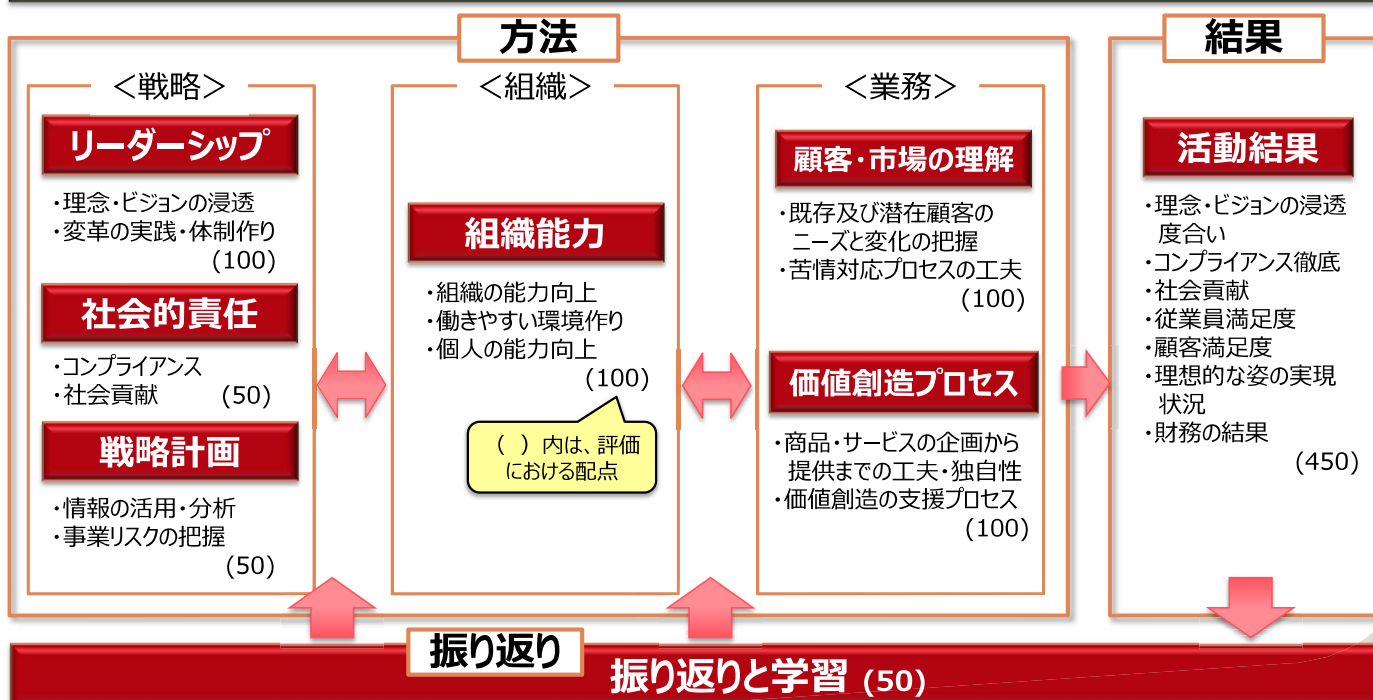 方法
<戦略>
リーダーシップ
・理念・ビジョンの浸透
・変革の実践・体制作り
(100)
社会的責任
・コンプライアンス
・社会貢献 (50)
戦略計画
・情報の活用・分析
・事業リスクの把握
(50)
<組織>
組織能力
・組織の能力向上
・働きやすい環境作り
・個人の能力向上
(100)
( ) 内は、評価
における配点
<業務>
顧客・市場の理解
・既存及び潜在顧客の
ニーズと変化の把握
・苦情対応プロセスの工夫
(100)
価値創造プロセス
・商品・サービスの企画から
提供までの工夫・独自性
・価値創造の支援プロセス
(100)
結果
活動結果
・理念・ビジョンの浸透
度合い
・コンプライアンス徹底
・社会貢献
・従業員満足度
・顧客満足度
・理想的な姿の実現
状況
・財務の結果
(450)
振り返り
振り返りと学習 (50)